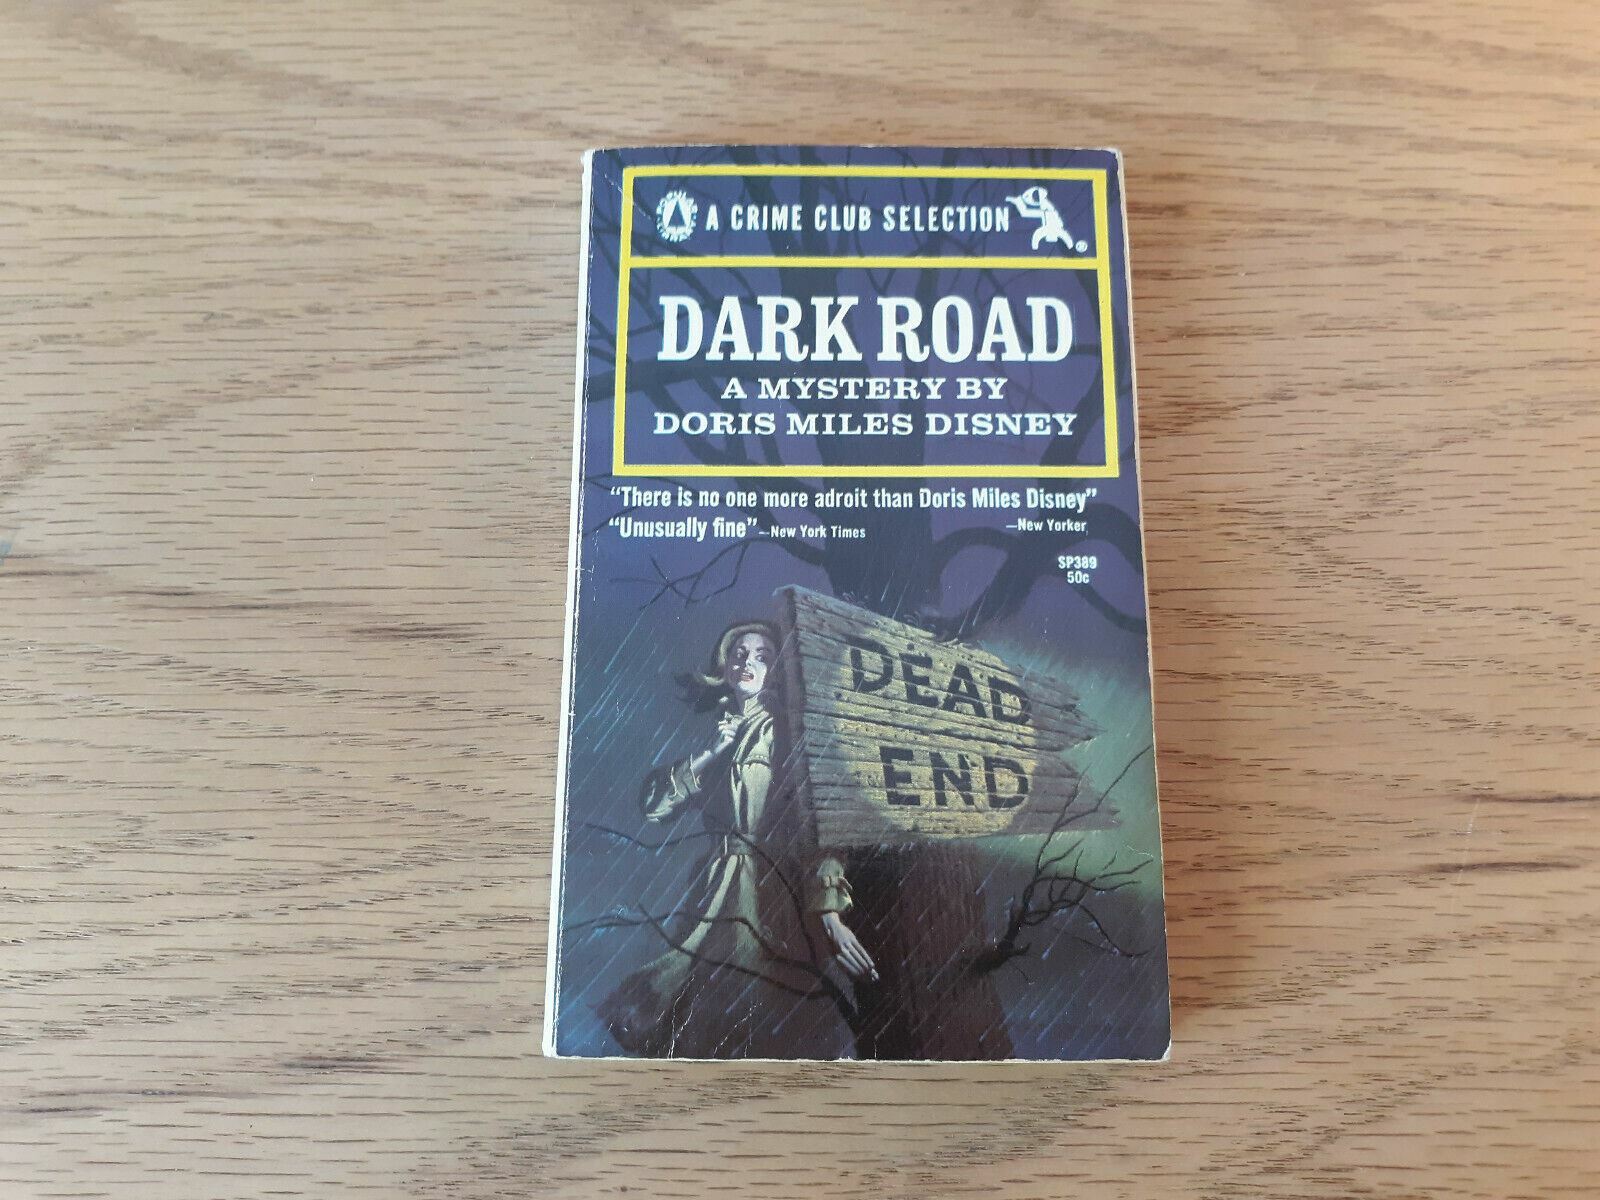 A CRIME CLUB SELECTION
®
DARK ROAD
A MYSTERY BY
DORIS MILES DISNEY
“There is no one more adroit than Doris Miles Disney”
—New Yorker
“Unusually fine” —New York Times
SP389
50c
DEAD
END